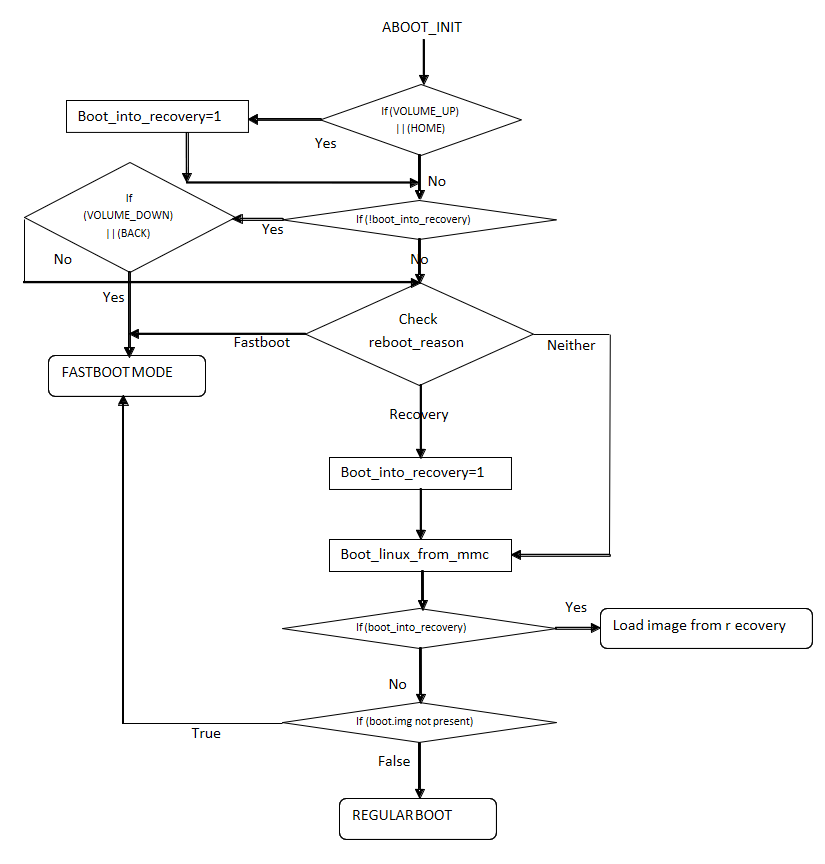 ABOOT_INIT
If (VOLUME_UP)
|| (HOME)
Boot_into_recovery=1
Yes
No
If
(VOLUME_DOWN)
|| (BACK)
If (!boot_into_recovery)
Yes
No
No
Yes
Check
reboot_reason
Fastboot
Neither
FASTBOOT MODE
Recovery
Boot_into_recovery=1
Boot_linux_from_mmc
If (boot_into_recovery)
Yes
Load image from r ecovery
No
If (boot.img not present)
True
False
REGULAR BOOT